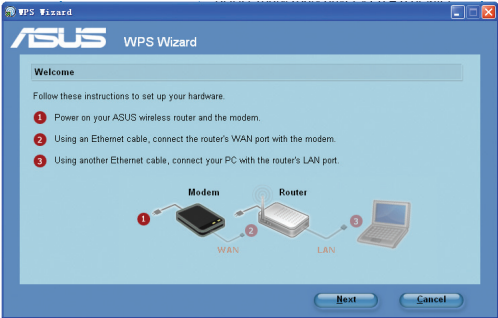 WPS Wizard
ASUS WPS Wizard
Welcome
Follow these instructions to set up your hardware.
1 Power on your ASUS wireless router and the modem.
2 Using an Ethernet cable, connect the router's WAN port with the modem.
3 Using another Ethernet cable, connect your PC with the router's LAN port.
Modem Router
1 2 3
WAN LAN
Next Cancel